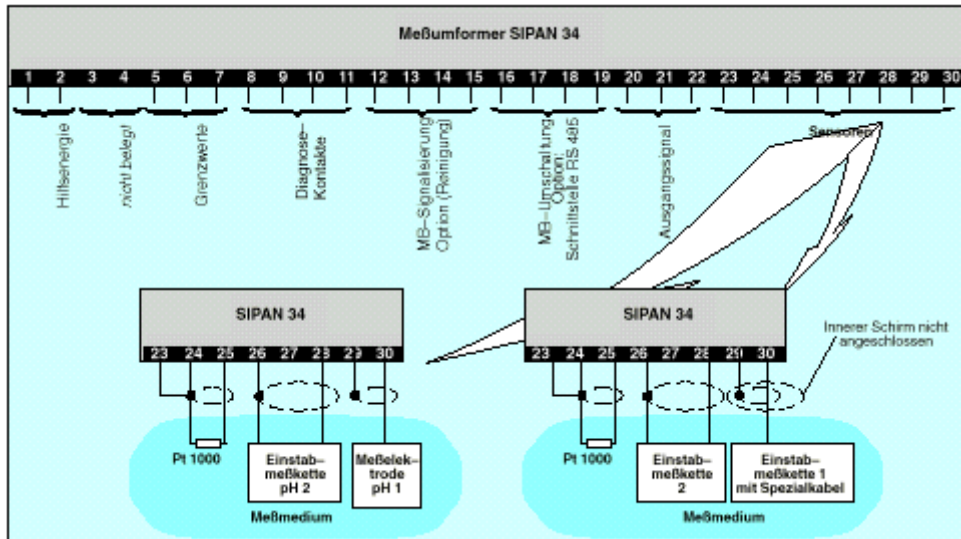 Meßumformer SIPAN 34
1 2 3 4 5 6 7 8 9 10 11 12 13 14 15 16 17 18 19 20 21 22 23 24 25 26 27 28 29 30
Hilfsenergie
nicht belegt
Grenzwerte
Diagnose–
Kontakte
MB–Signalisierung
Option (Reinigung)
MB–Umschaltung
Option:
Schnittstelle RS 485
Ausgangssignal
Sensoren
SIPAN 34
23 24 25 26 27 28 29 30
Pt 1000
Einstab–
meßkette
pH 2
Meßelek–
trode
pH 1
Meßmedium
SIPAN 34
23 24 25 26 27 28 29 30
Innerer Schirm nicht
angeschlossen
Pt 1000
Einstab–
meßkette
2
Einstab–
meßkette 1
mit Spezialkabel
Meßmedium